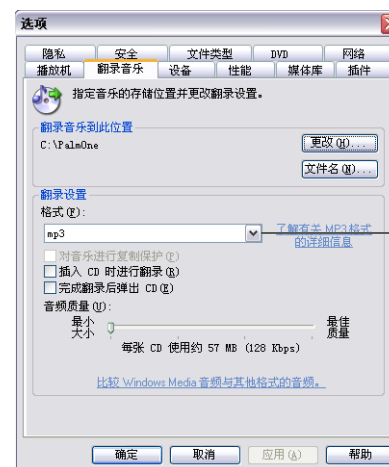 选项
隐私 安全 文件类型 DVD 网络
播放机 翻录音乐 设备 性能 媒体库 插件
指定音乐的存储位置并更改翻录设置。
翻录音乐到此位置
C:\PalmOne
更改(H)...
文件名(N)...
翻录设置
格式(F):
mp3
了解有关 MP3 格式
的详细信息
对音乐进行复制保护(P)
插入 CD 时进行翻录(R)
完成翻录后弹出 CD(E)
音频质量(U):
最小
大小
最佳
质量
每张 CD 使用约 57 MB (128 Kbps)
比较 Windows Media 音频与其他格式的音频。
确定 取消 应用(A) 帮助